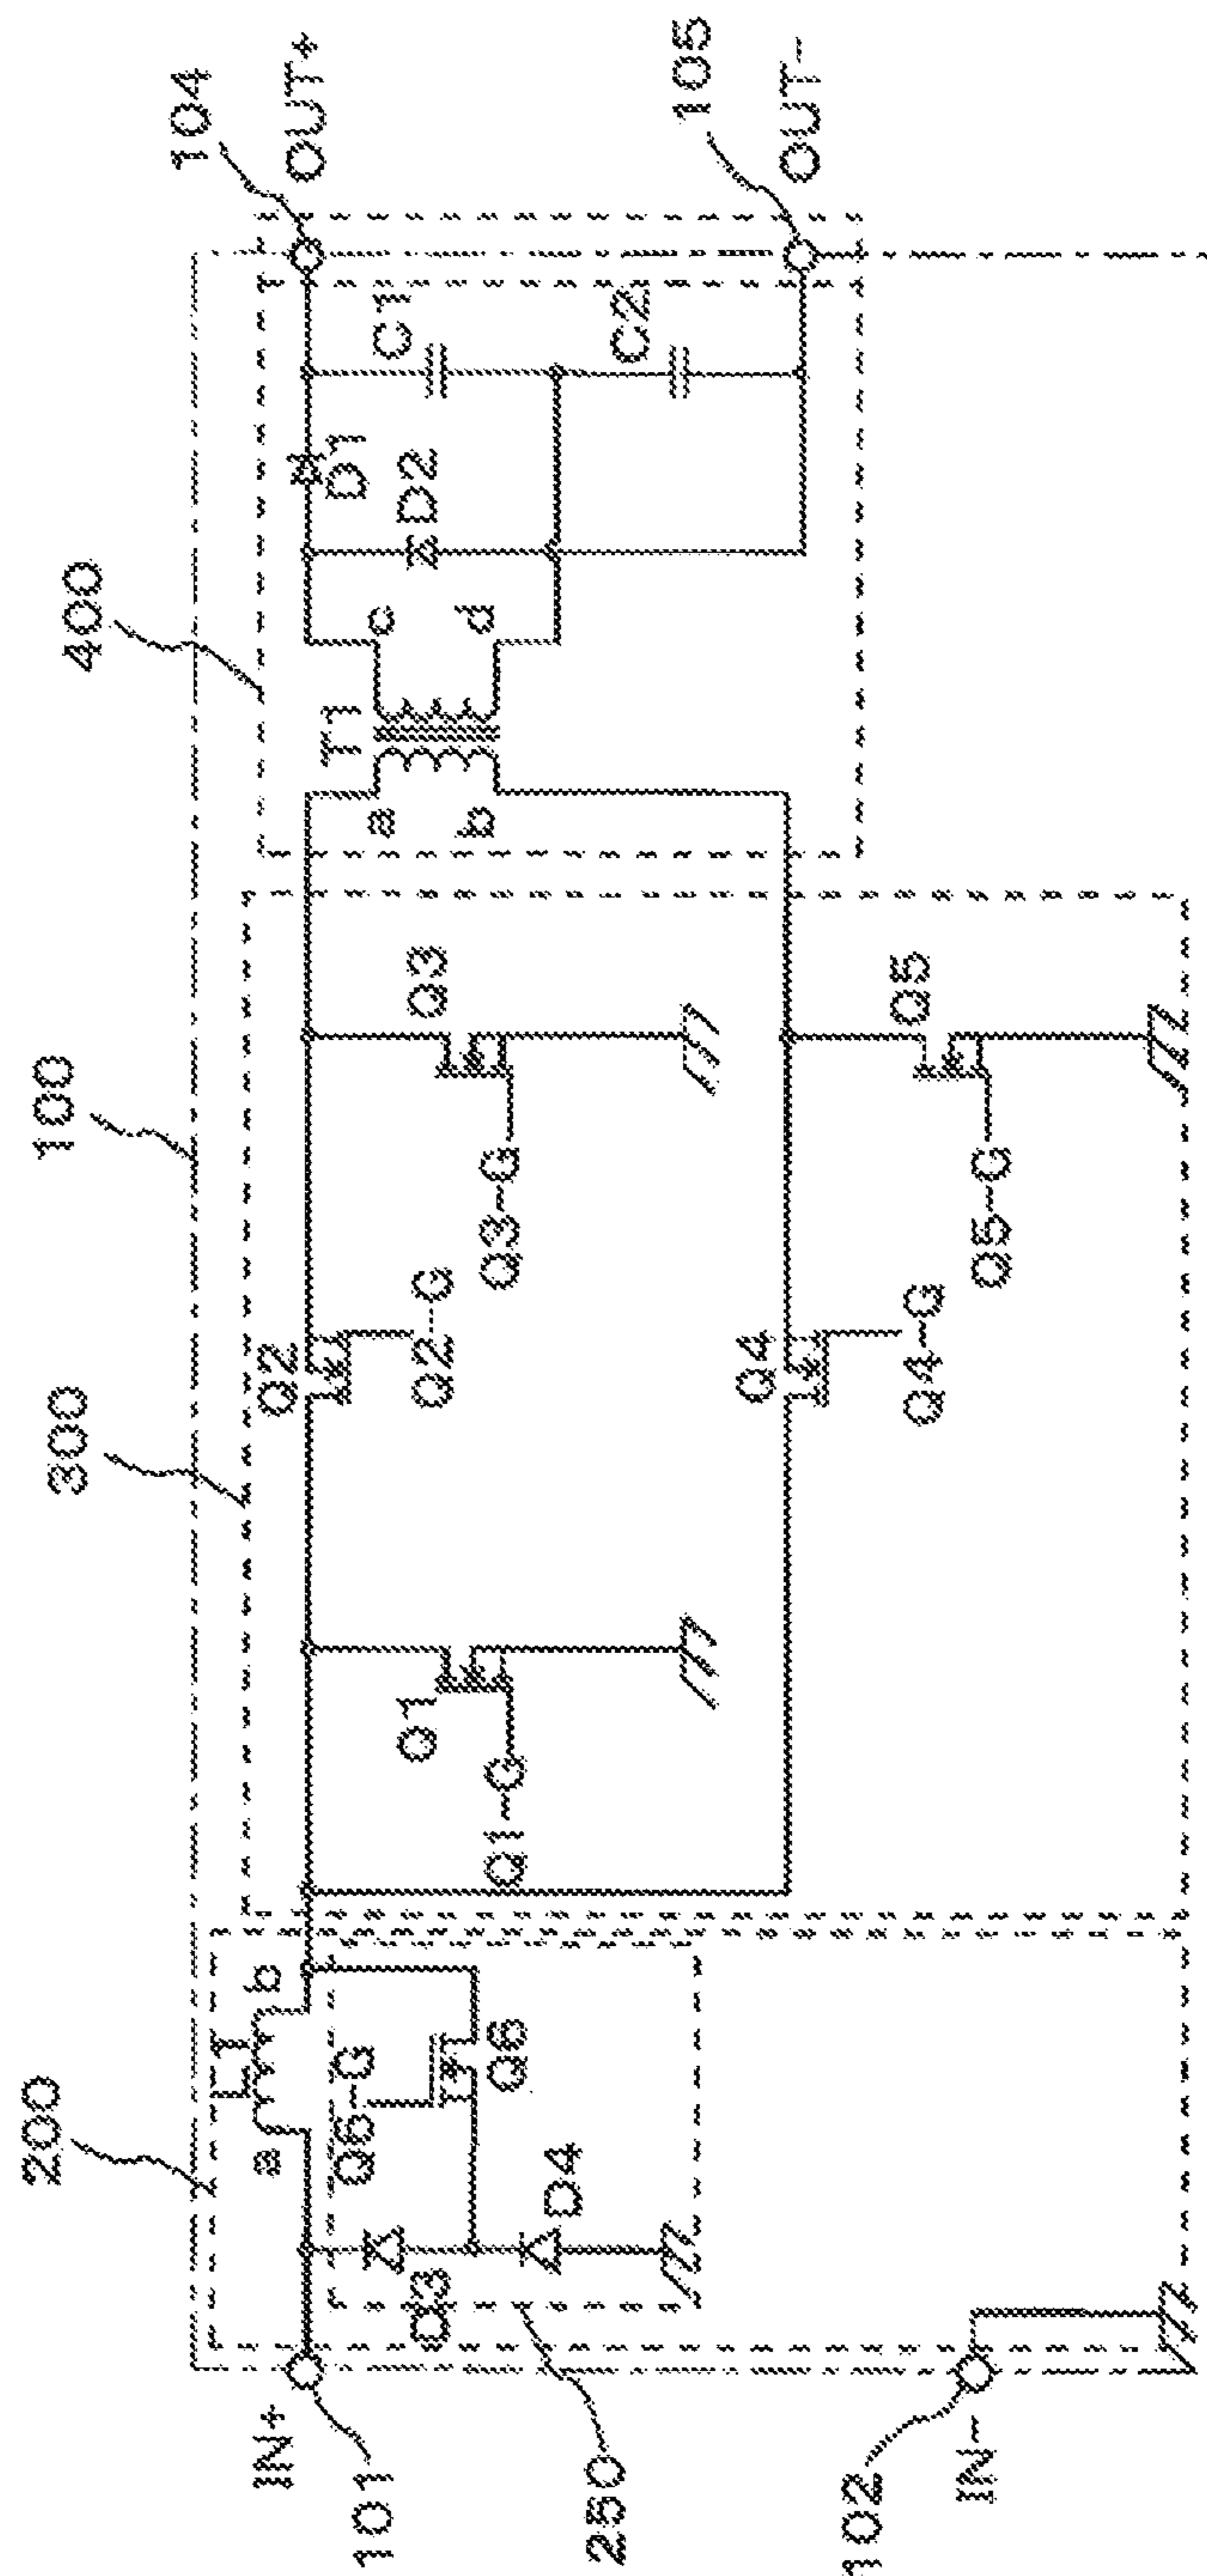 100
400
300
200
104
OUT+
105
OUT-
IN+
101
250
102
IN-
L1
a
b
Q6-G
Q6
D3
D4
Q1
Q1-G
Q2
Q2-G
Q3
Q3-G
Q4
Q4-G
Q5
Q5-G
T1
a
b
c
d
D1
D2
C1
C2